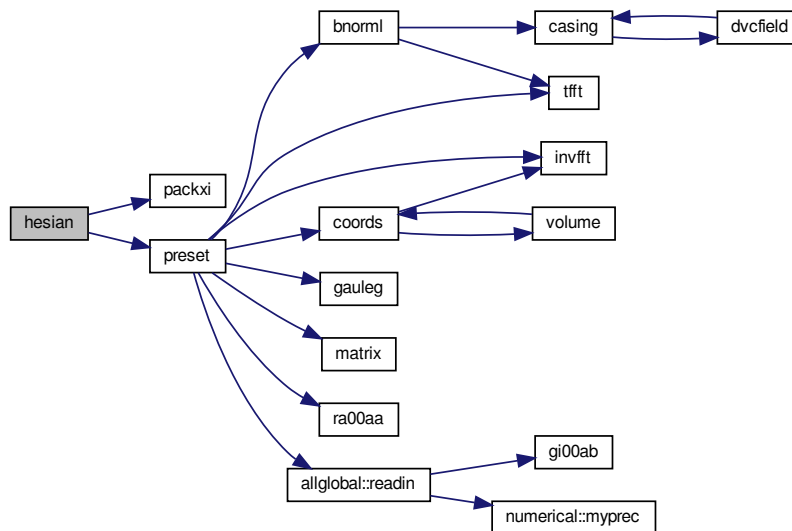 hesian
packxi
preset
bnorml
casing
dvcfield
tfft
invfft
coords
volume
gauleg
matrix
ra00aa
allglobal::readin
gi00ab
numerical::myprec